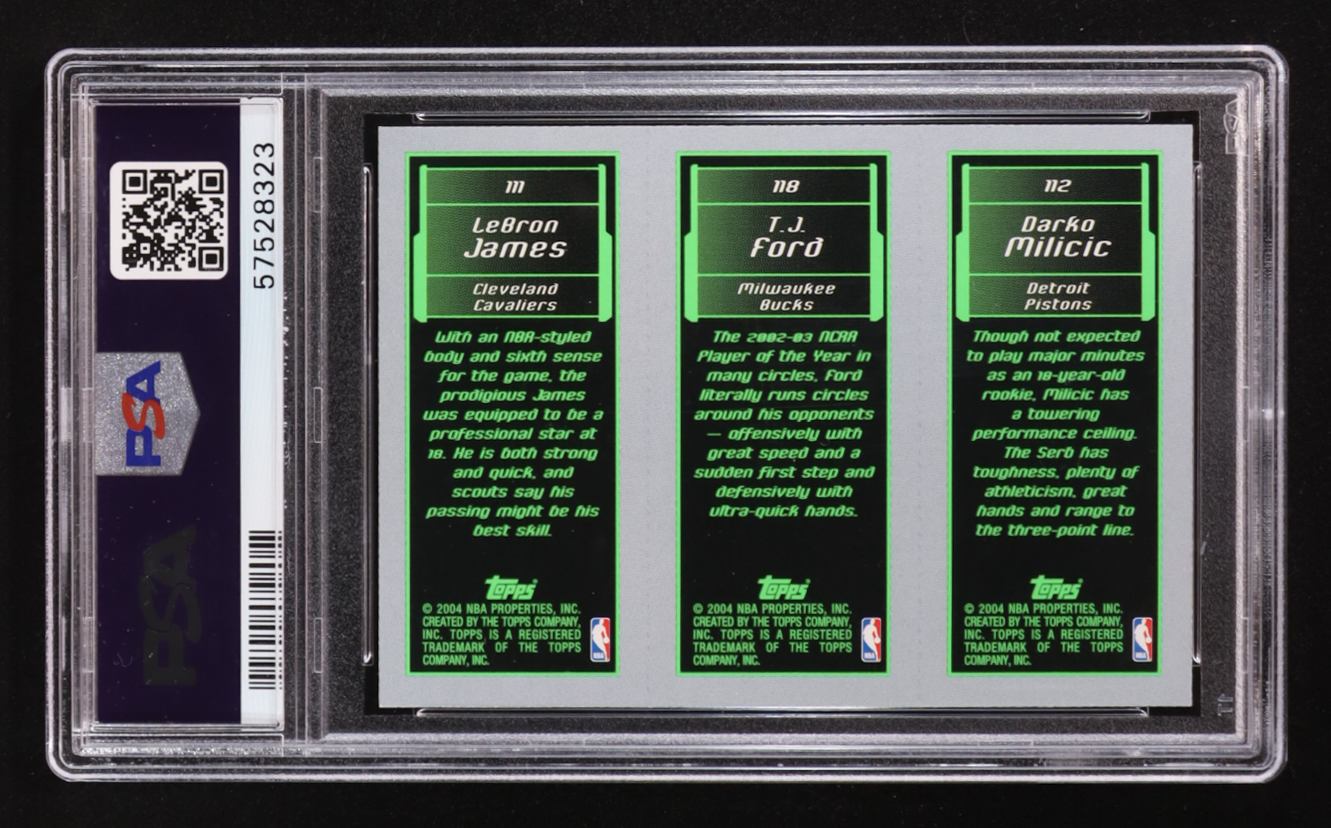 57528323
PSA
PSA
111
LeBron
James
Cleveland
Cavaliers
With an NBA-styled
body and sixth sense
for the game, the
prodigious James
was equipped to be a
professional star at
18. He is both strong
and quick, and
scouts say his
passing might be his
best skill.
Topps®
© 2004 NBA PROPERTIES, INC.
CREATED BY THE TOPPS COMPANY,
INC. TOPPS IS A REGISTERED
TRADEMARK OF THE TOPPS
COMPANY, INC.
NBA
118
T.J.
Ford
Milwaukee
Bucks
The 2002-03 NCAA
Player of the Year in
many circles, Ford
literally runs circles
around his opponents
— offensively with
great speed and a
sudden first step and
defensively with
ultra-quick hands.
Topps®
© 2004 NBA PROPERTIES, INC.
CREATED BY THE TOPPS COMPANY,
INC. TOPPS IS A REGISTERED
TRADEMARK OF THE TOPPS
COMPANY, INC.
NBA
112
Darko
Milicic
Detroit
Pistons
Though not expected
to play major minutes
as an 18-year-old
rookie, Milicic has
a towering
performance ceiling.
The Serb has
toughness, plenty of
athleticism, great
hands and range to
the three-point line.
Topps®
© 2004 NBA PROPERTIES, INC.
CREATED BY THE TOPPS COMPANY,
INC. TOPPS IS A REGISTERED
TRADEMARK OF THE TOPPS
COMPANY, INC.
NBA